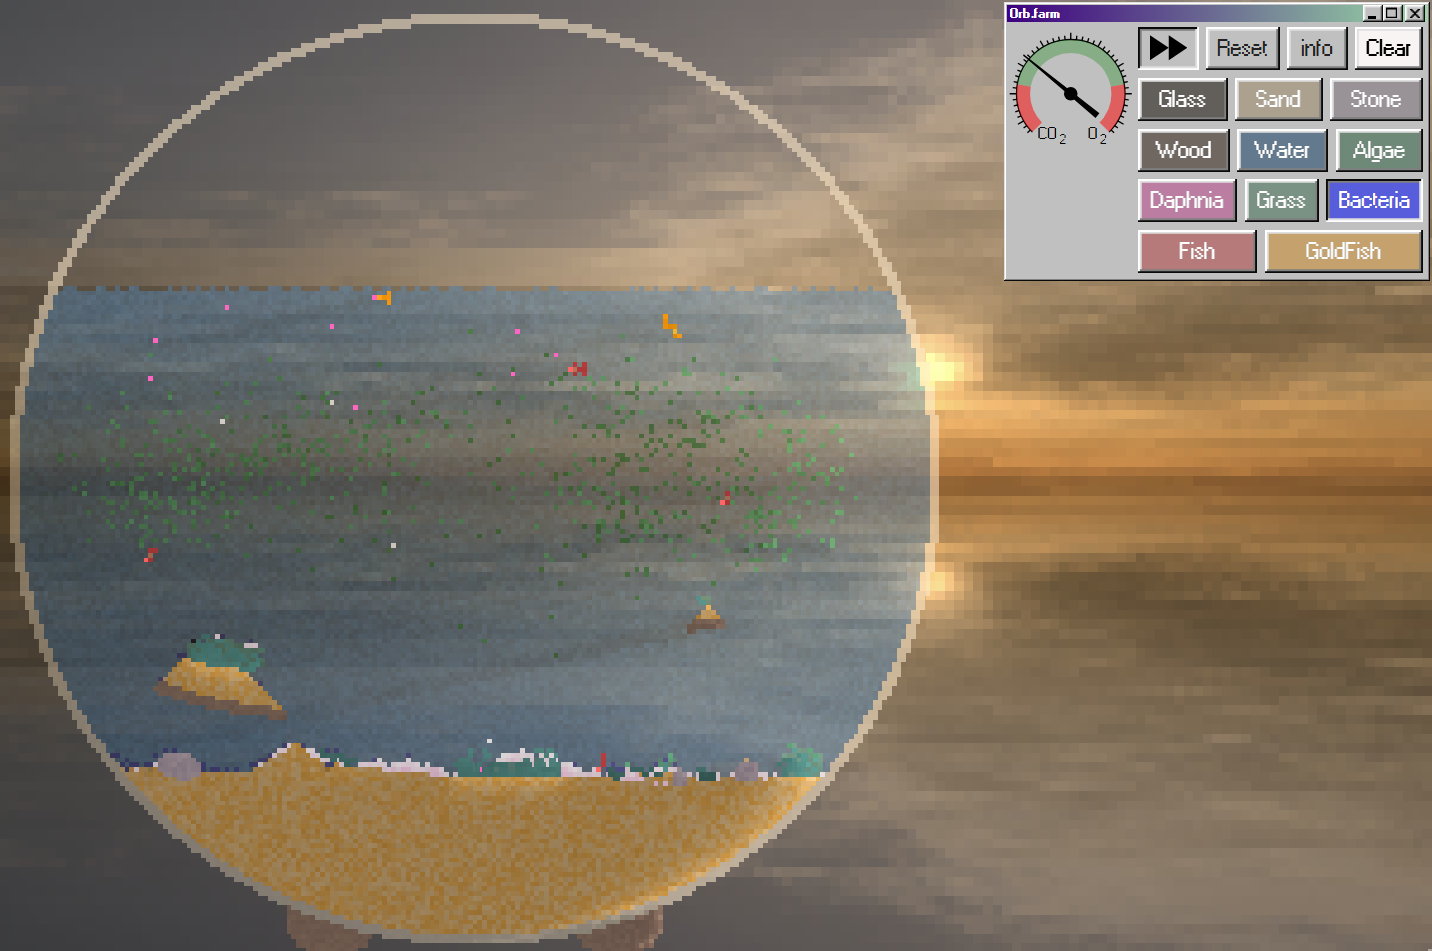 Orb.farm
Reset info Clear
CO2 O2
Glass Sand Stone
Wood Water Algae
Daphnia Grass Bacteria
Fish GoldFish